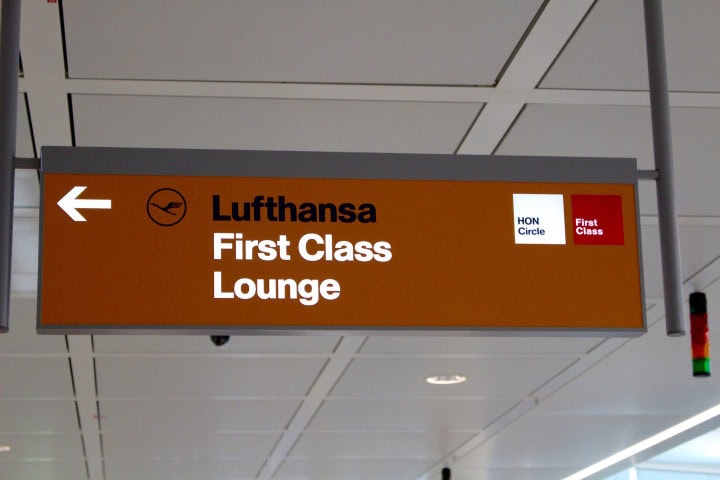 Lufthansa
First Class
Lounge
HON
Circle
First
Class